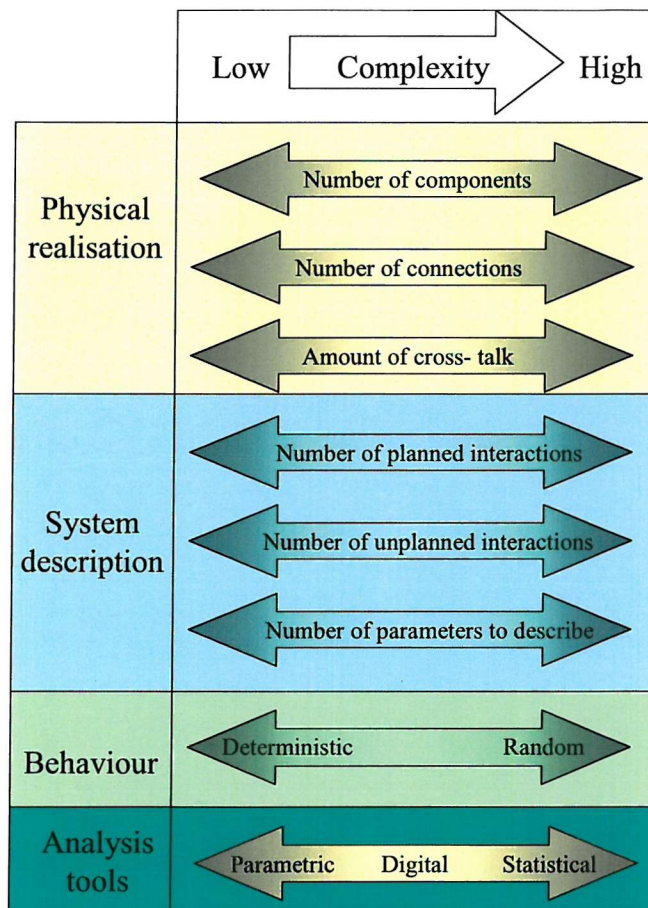 Low Complexity High
Physical
realisation
Number of components
Number of connections
Amount of cross- talk
System
description
Number of planned interactions
Number of unplanned interactions
Number of parameters to describe
Behaviour
Deterministic Random
Analysis
tools
Parametric Digital Statistical